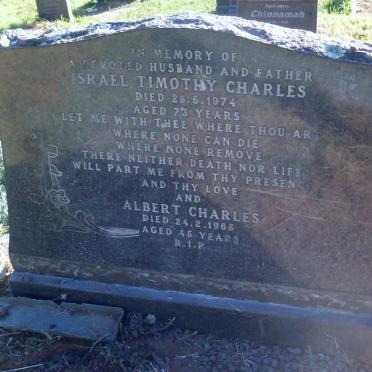 Chinnamah
IN MEMORY OF
A DEVOTED HUSBAND AND FATHER
ISRAEL TIMOTHY CHARLES
DIED 28.6.1974
AGED 73 YEARS
LET ME WITH THEE WHERE THOU ART
WHERE NONE CAN DIE
WHERE NONE REMOVE
THERE NEITHER DEATH NOR LIFE
WILL PART ME FROM THY PRESENCE
AND THY LOVE
AND
ALBERT CHARLES
DIED 24.2.1968
AGED 45 YEARS
R.I.P.